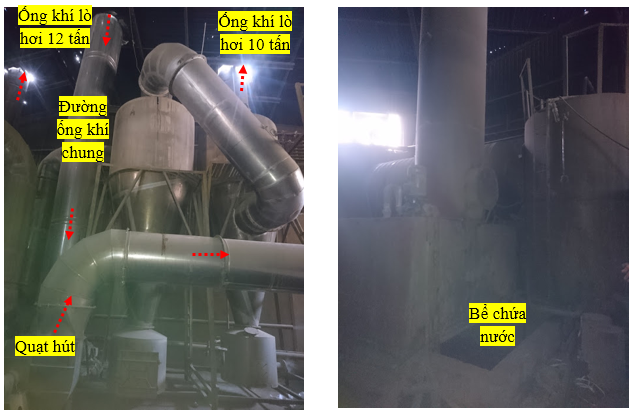 Ống khí lò
hơi 12 tấn
Ống khí lò
hơi 10 tấn
Đường
ống khí
chung
Quạt hút
Bể chứa
nước